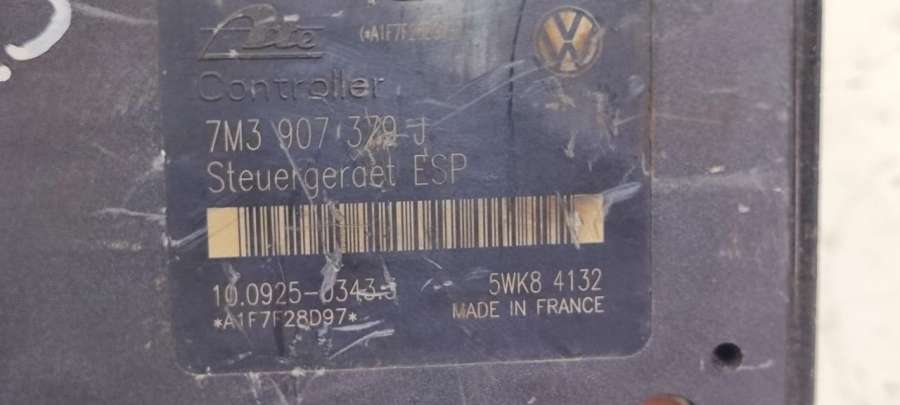 Ate
Controller
7M3 907 379 J
Steuergeraet ESP
10.0925-0343.3
5WK8 4132
*A1F7F28D97*
MADE IN FRANCE